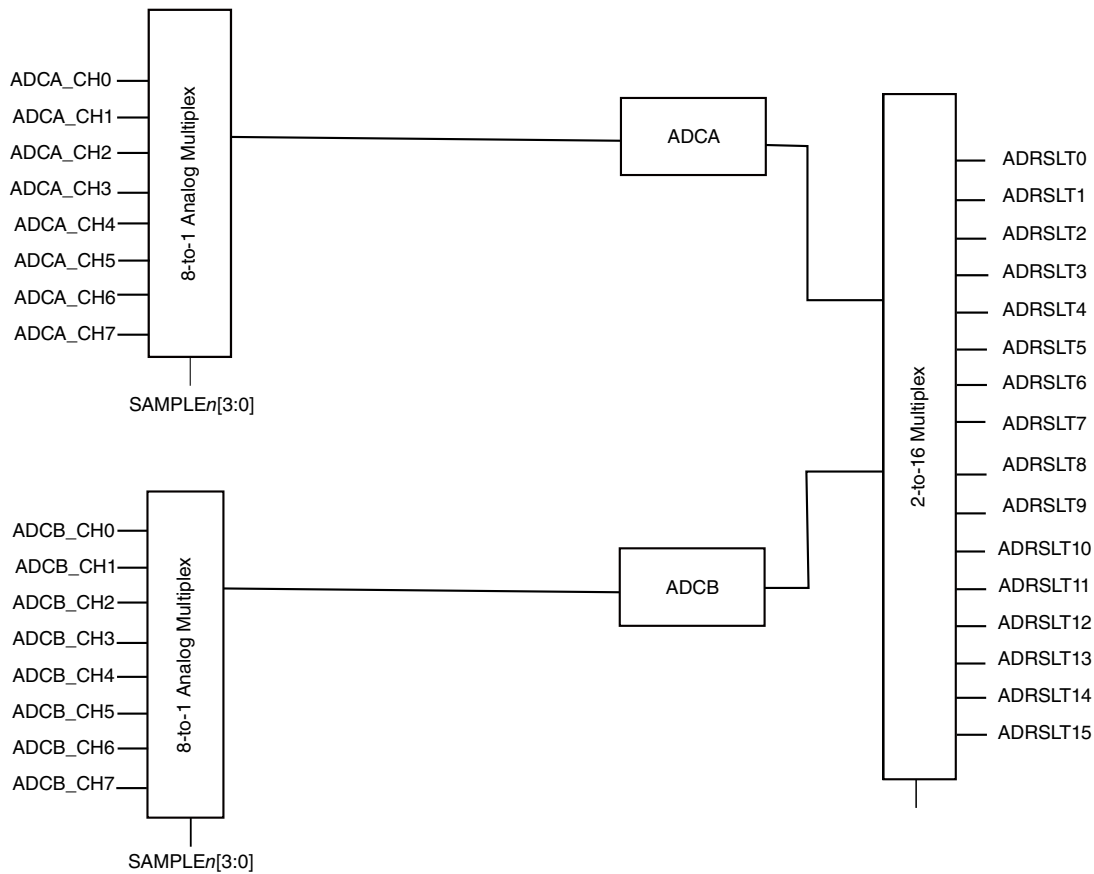 ADCA_CH0
ADCA_CH1
ADCA_CH2
ADCA_CH3
ADCA_CH4
ADCA_CH5
ADCA_CH6
ADCA_CH7
8-to-1 Analog Multiplex
SAMPLEn[3:0]
ADCA
ADCB_CH0
ADCB_CH1
ADCB_CH2
ADCB_CH3
ADCB_CH4
ADCB_CH5
ADCB_CH6
ADCB_CH7
8-to-1 Analog Multiplex
SAMPLEn[3:0]
ADCB
2-to-16 Multiplex
ADRSLT0
ADRSLT1
ADRSLT2
ADRSLT3
ADRSLT4
ADRSLT5
ADRSLT6
ADRSLT7
ADRSLT8
ADRSLT9
ADRSLT10
ADRSLT11
ADRSLT12
ADRSLT13
ADRSLT14
ADRSLT15